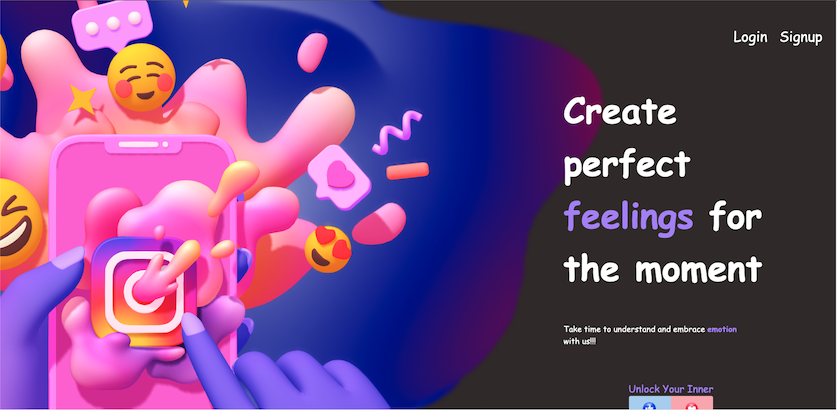 Login Signup
Create
perfect
feelings for
the moment
Take time to understand and embrace emotion
with us!!!
Unlock Your Inner